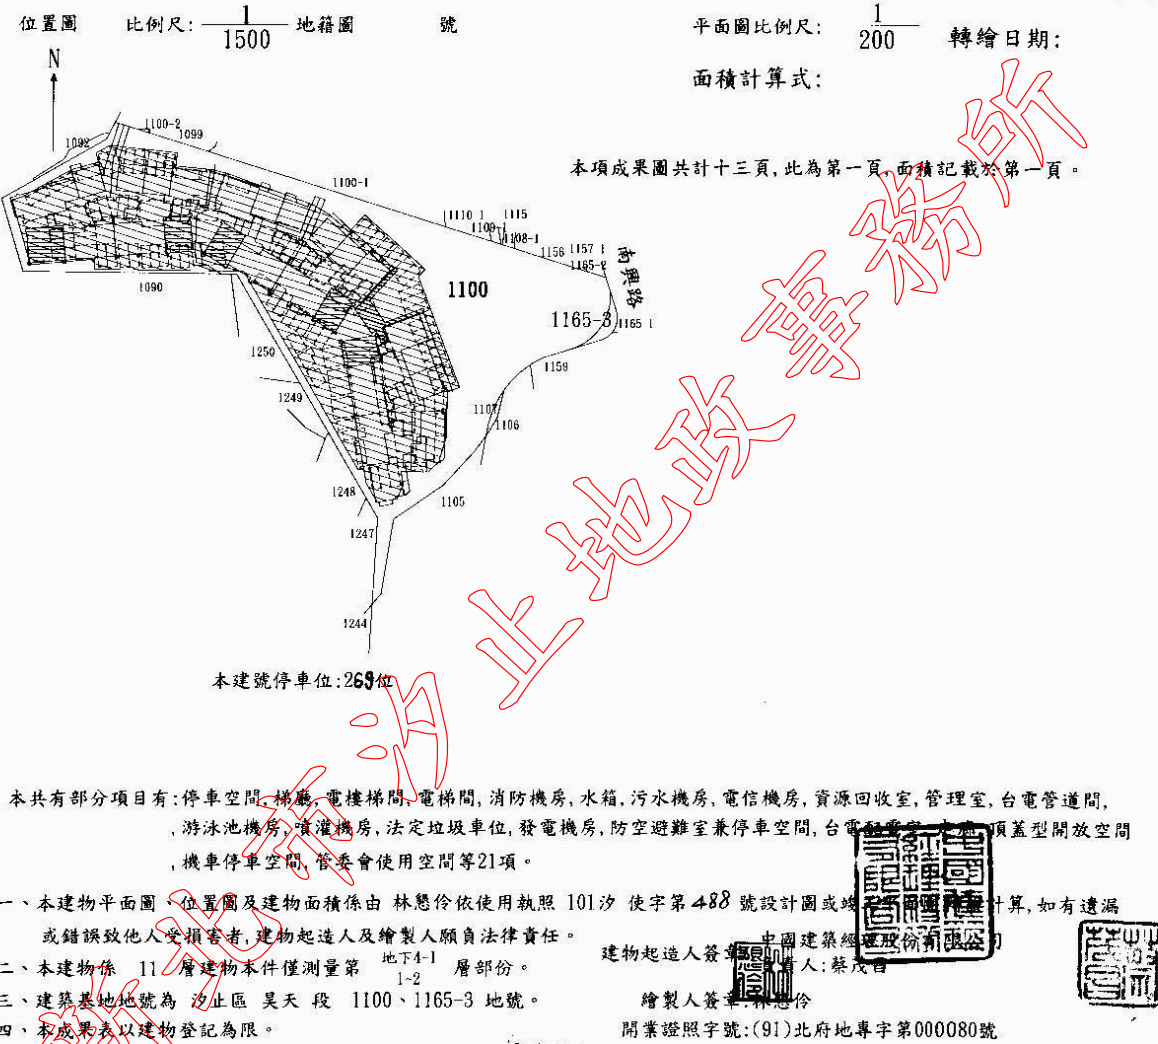 位置圖 比例尺: 1/1500 地籍圖 號
平面圖比例尺: 1/200 轉繪日期:
面積計算式:
本項成果圖共計十三頁, 此為第一頁, 面積記載於第一頁。
N
1092
1100-2
1099
1100-1
1110 1
1109-1
1115
1108-1
1156
1157 1
1165-2
南興路
1090
1100
1165-3
1165 1
1250
1159
1249
1107
1106
1248
1105
1247
1244
本建號停車位:269位
本共有部分項目有:停車空間, 梯廳, 電樓梯間, 電梯間, 消防機房, 水箱, 污水機房, 電信機房, 資源回收室, 管理室, 台電管道間,
, 游泳池機房, 噴灌機房, 法定垃圾車位, 發電機房, 防空避難室兼停車空間, 台電配電室, 頂蓋型開放空間
, 機車停車空間, 管委會使用空間等21項。
一、本建物平面圖、位置圖及建物面積係由 林懇伶依使用執照 101汐 使字第488 號設計圖或竣工平面圖 計算, 如有遺漏
或錯誤致他人受損害者, 建物起造人及繪製人願負法律責任。
建物起造人簽章: 中國建築經理股份有限公司
負責人: 蔡茂昌
二、本建物係 11 層建物本件僅測量第 地下4-1 1-2 層部份。
三、建築基地地號為 汐止區 昊天 段 1100、1165-3 地號。
繪製人簽章: 林懇伶
四、本成果表以建物登記為限。
開業證照字號:(91)北府地專字第000080號
新北市汐止地政事務所